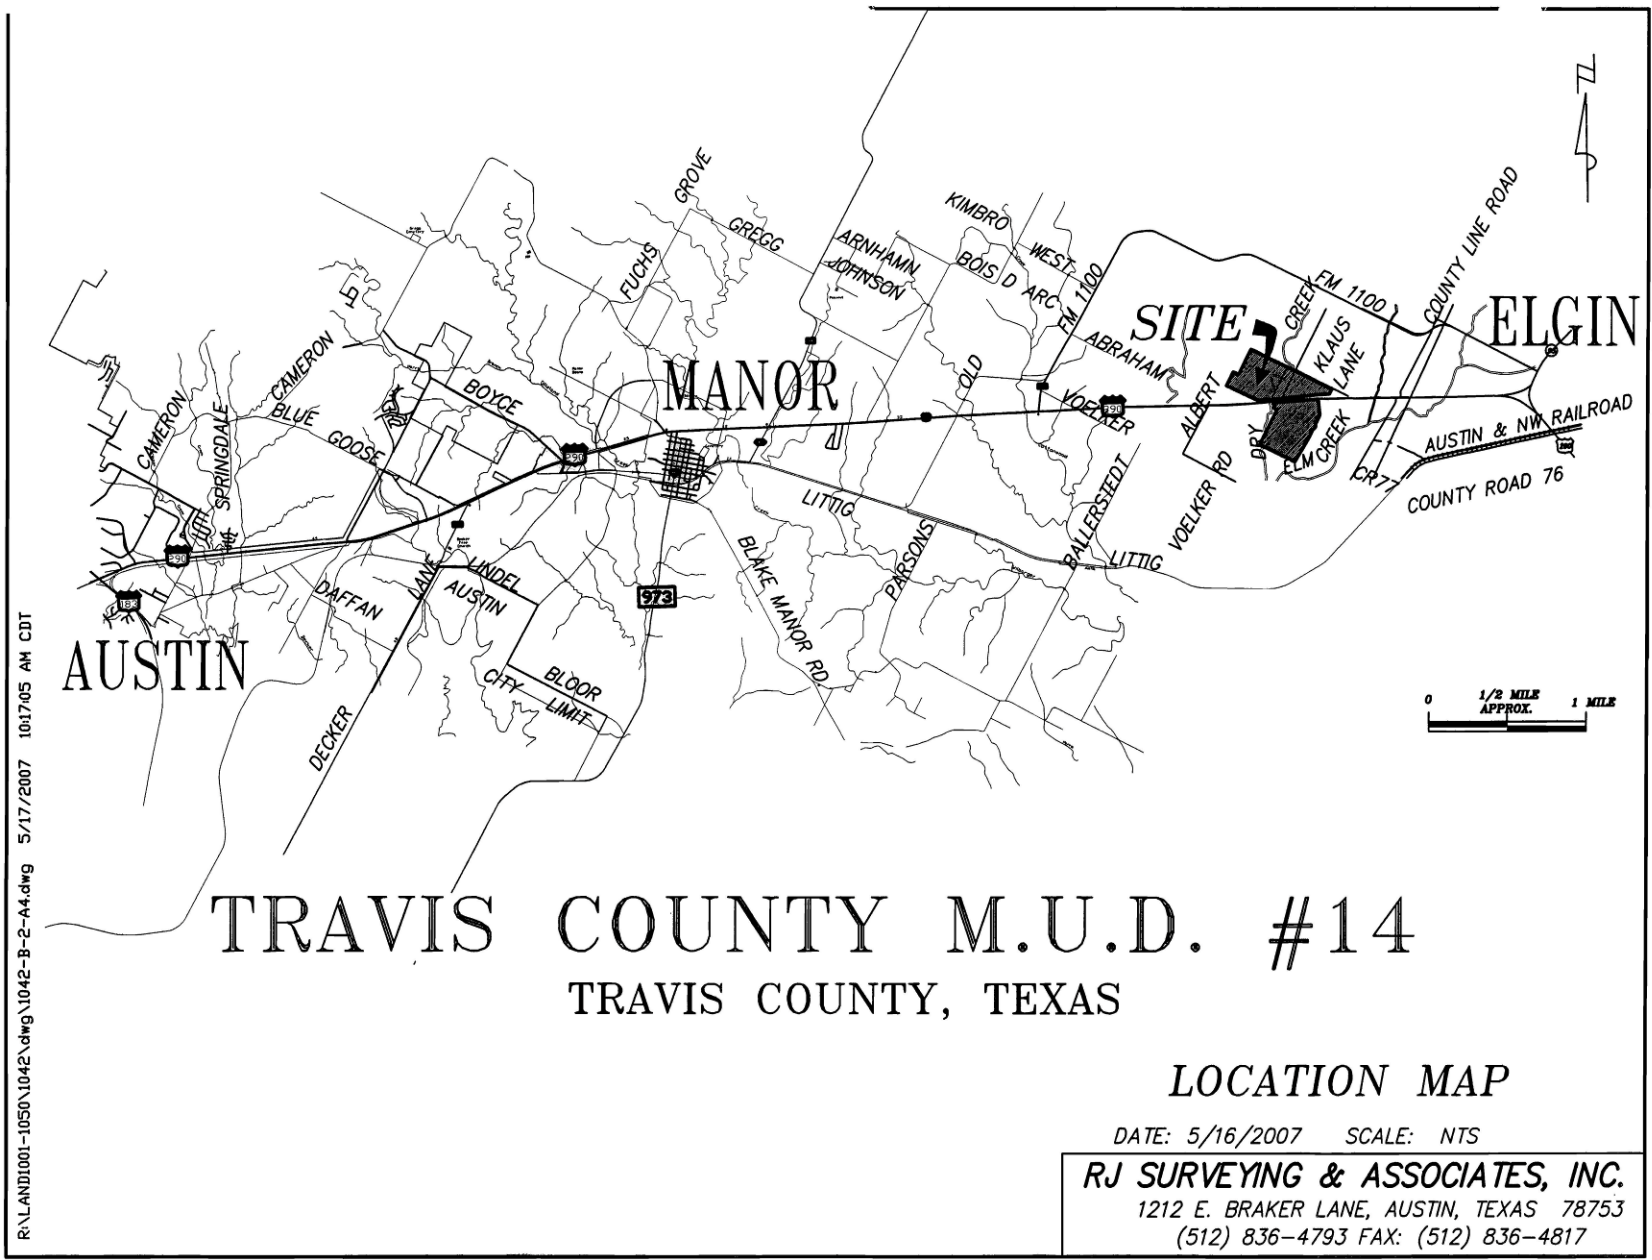 GROVE
GREGG
FUCHS
ARNHAMN
JOHNSON
KIMBRO
WEST
BOIS D ARC
FM 1100
FM 1100
COUNTY LINE ROAD
CREEK
SITE
ELGIN
KLAUS
LANE
ABRAHAM
OLD
VOELKER
290
ALBERT
DRY
ELM CREEK
VOELKER RD
AUSTIN & NW RAILROAD
CR77
COUNTY ROAD 76
MANOR
CAMERON
CAMERON
SPRINGDALE
BLUE
GOOSE
BOYCE
290
290
183
AUSTIN
DAFFAN
LANE
LINDEL
AUSTIN
973
BLAKE MANOR RD.
LITTIG
PARSONS
BALLERSTEDT
LITTIG
BLOOR
CITY
LIMIT
DECKER
0 1/2 MILE 1 MILE
APPROX.
TRAVIS COUNTY M.U.D. #14
TRAVIS COUNTY, TEXAS
LOCATION MAP
DATE: 5/16/2007 SCALE: NTS
RJ SURVEYING & ASSOCIATES, INC.
1212 E. BRAKER LANE, AUSTIN, TEXAS 78753
(512) 836-4793 FAX: (512) 836-4817
R:\LAND1001-1050\1042\dwg\1042-B-2-A4.dwg 5/17/2007 10:17:05 AM CDT